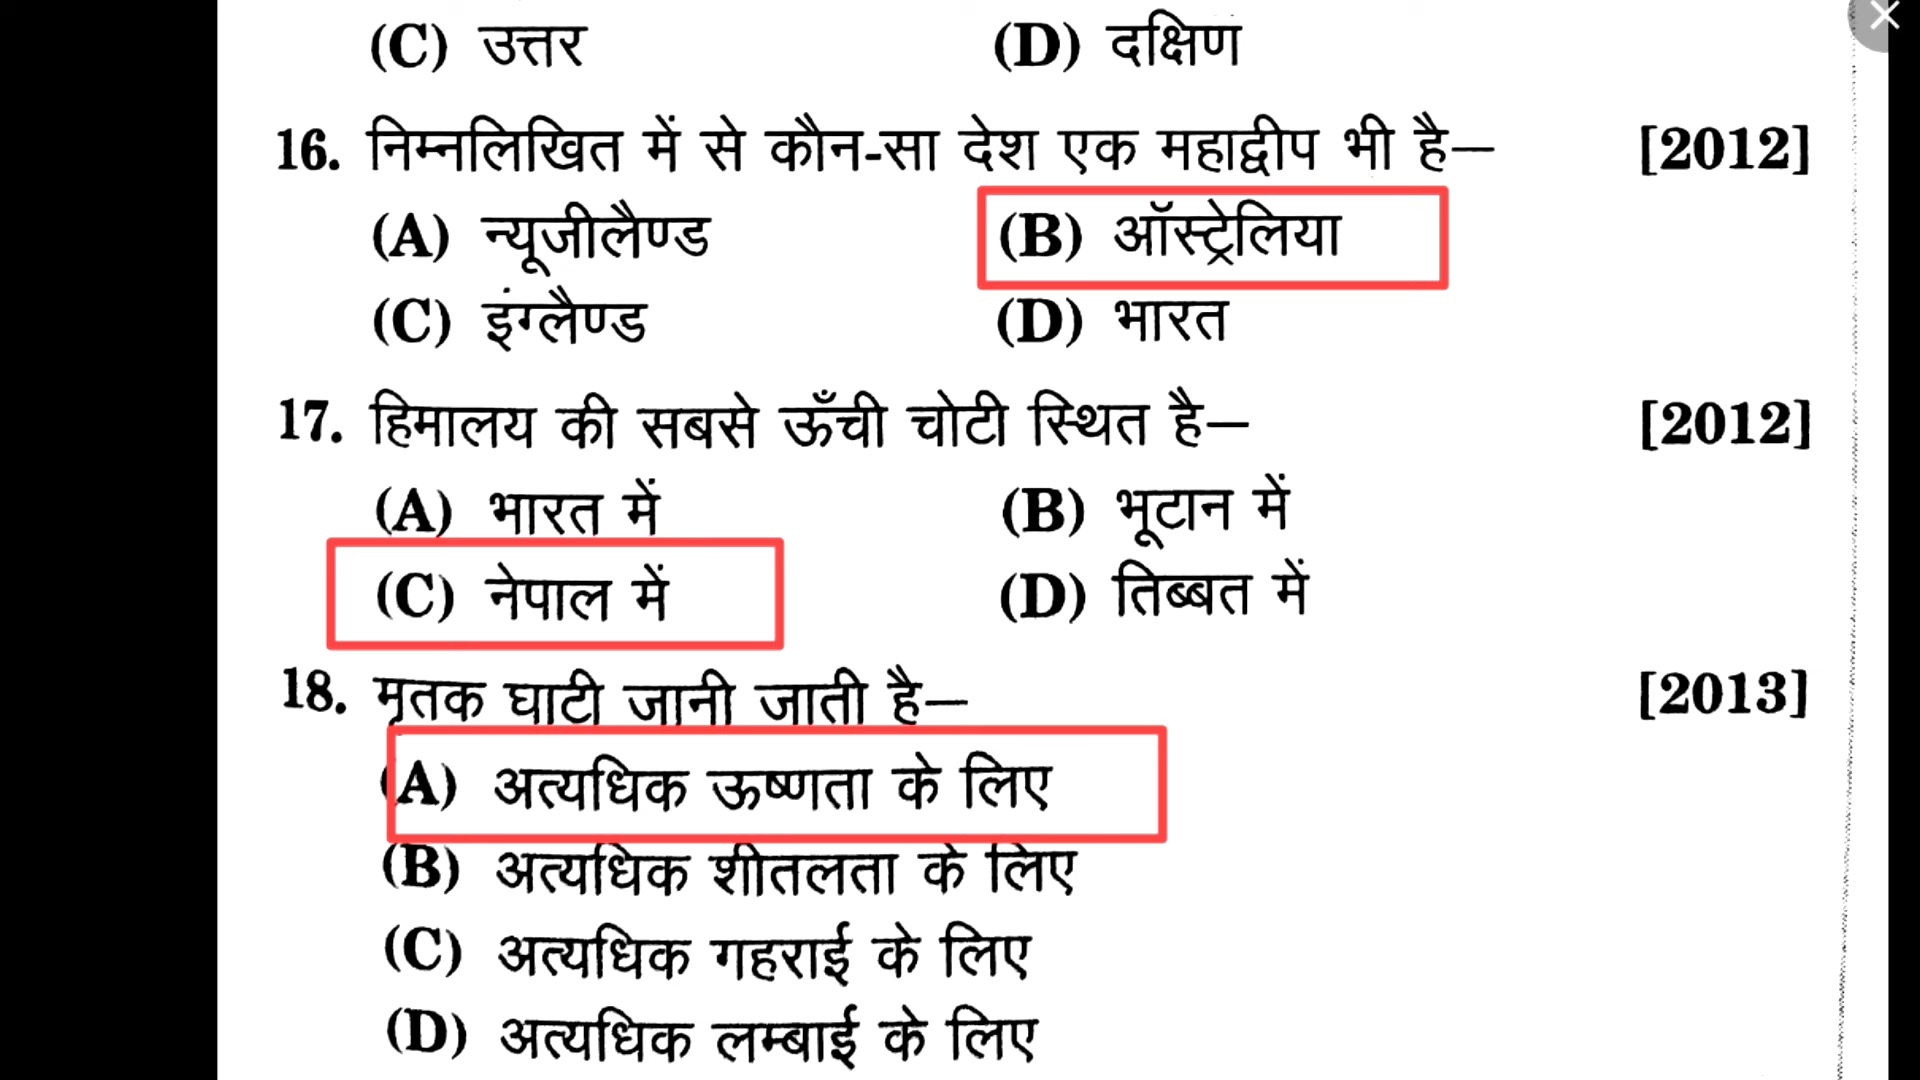 (C) उत्तर (D) दक्षिण
16. निम्नलिखित में से कौन-सा देश एक महाद्वीप भी है— [2012]
(A) न्यूजीलैण्ड (B) ऑस्ट्रेलिया
(C) इंग्लैण्ड (D) भारत
17. हिमालय की सबसे ऊँची चोटी स्थित है— [2012]
(A) भारत में (B) भूटान में
(C) नेपाल में (D) तिब्बत में
18. मृतक घाटी जानी जाती है— [2013]
(A) अत्यधिक ऊष्णता के लिए
(B) अत्यधिक शीतलता के लिए
(C) अत्यधिक गहराई के लिए
(D) अत्यधिक लम्बाई के लिए